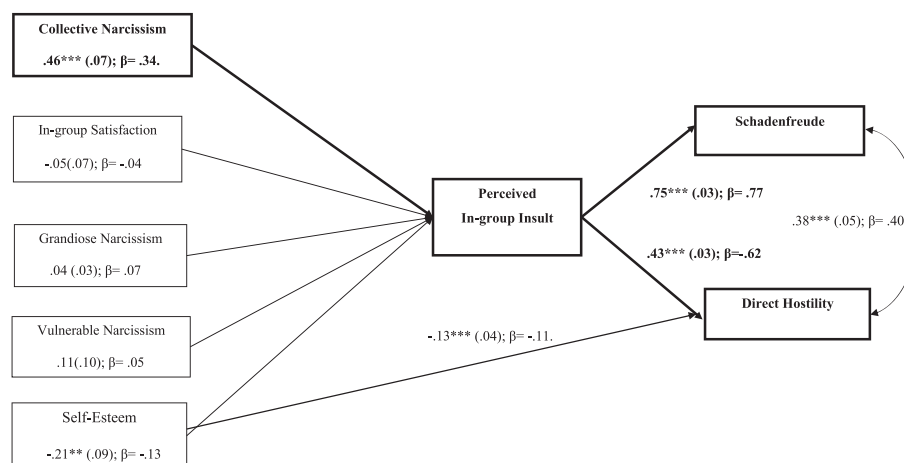 Collective Narcissism
.46*** (.07); β= .34.
In-group Satisfaction
-.05(.07); β= -.04
Grandiose Narcissism
.04 (.03); β= .07
Vulnerable Narcissism
.11(.10); β= .05
Self-Esteem
-.21** (.09); β= -.13
Perceived
In-group Insult
-.13*** (.04); β= -.11.
Schadenfreude
.75*** (.03); β= .77
.38*** (.05); β= .40
.43*** (.03); β=-.62
Direct Hostility